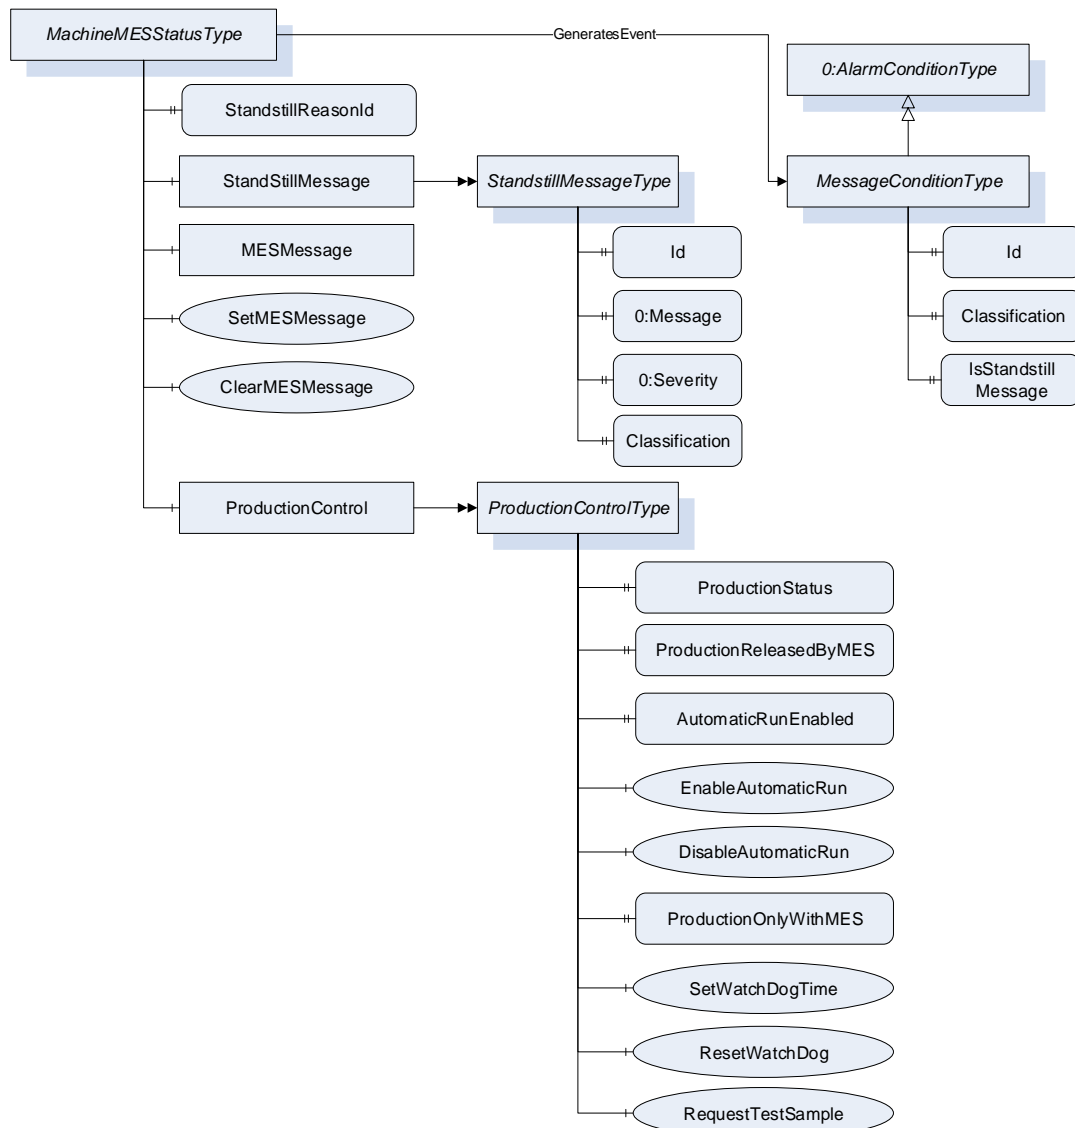 MachineMESStatusType
GeneratesEvent
0:AlarmConditionType
StandstillReasonId
StandStillMessage
StandstillMessageType
MessageConditionType
MESMessage
Id
Id
SetMESMessage
0:Message
Classification
ClearMESMessage
0:Severity
IsStandstill
Message
Classification
ProductionControl
ProductionControlType
ProductionStatus
ProductionReleasedByMES
AutomaticRunEnabled
EnableAutomaticRun
DisableAutomaticRun
ProductionOnlyWithMES
SetWatchDogTime
ResetWatchDog
RequestTestSample